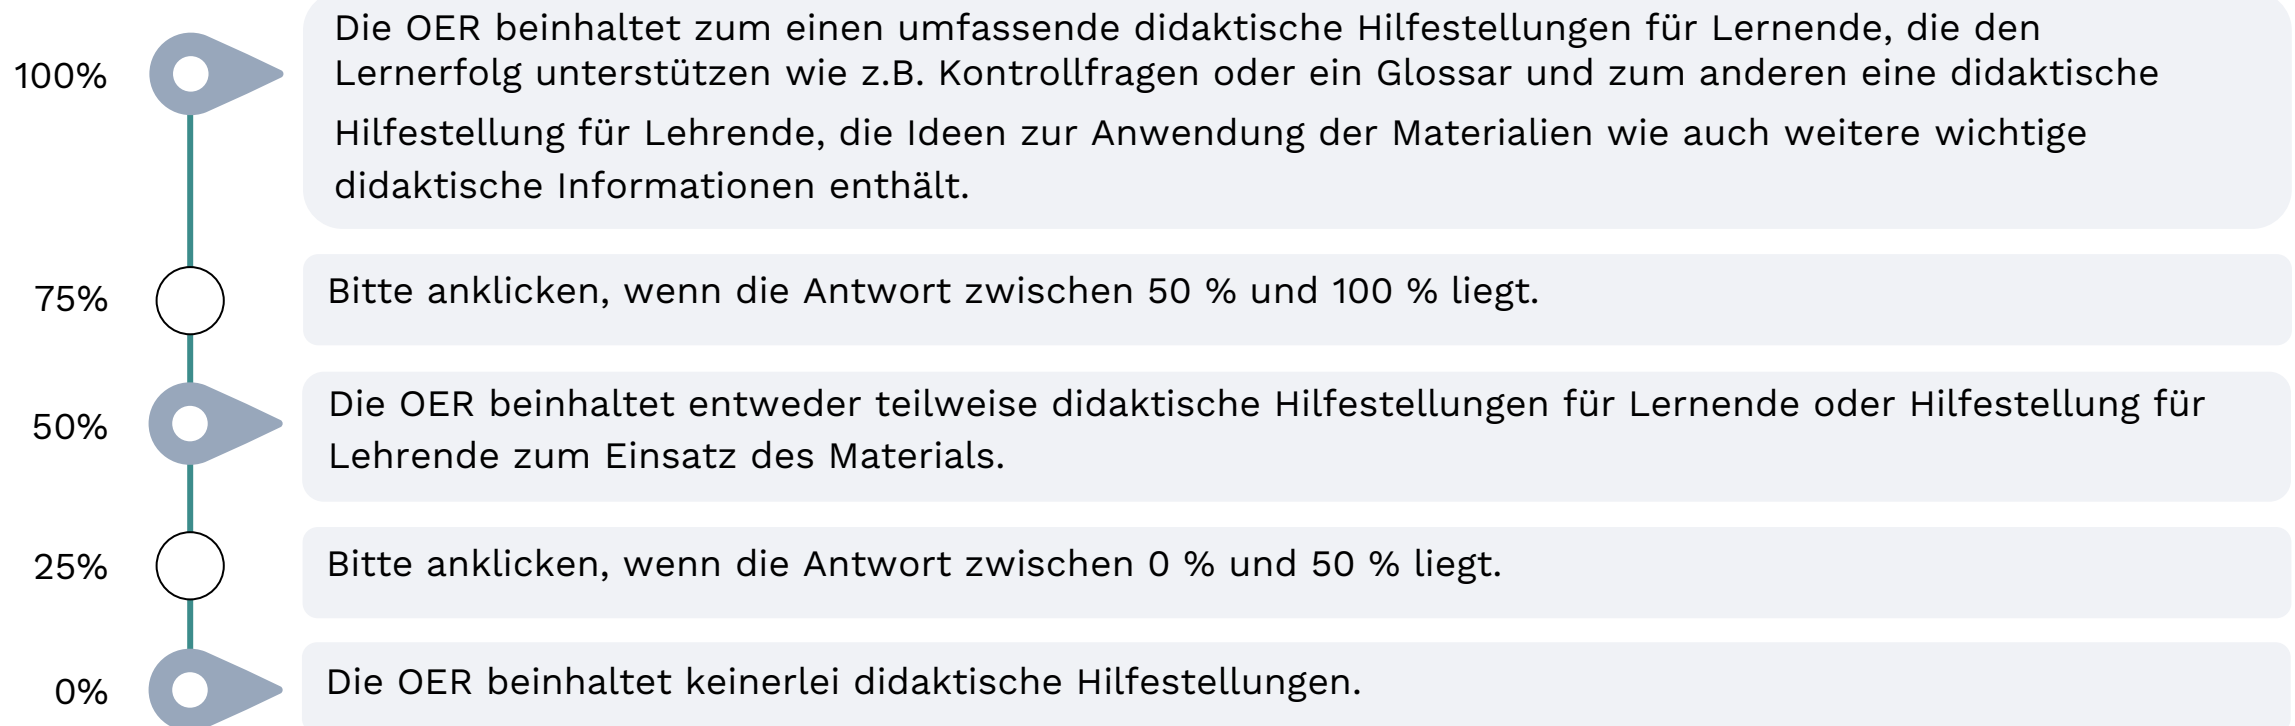 100%
Die OER beinhaltet zum einen umfassende didaktische Hilfestellungen für Lernende, die den
Lernerfolg unterstützen wie z.B. Kontrollfragen oder ein Glossar und zum anderen eine didaktische
Hilfestellung für Lehrende, die Ideen zur Anwendung der Materialien wie auch weitere wichtige
didaktische Informationen enthält.
75%
Bitte anklicken, wenn die Antwort zwischen 50 % und 100 % liegt.
50%
Die OER beinhaltet entweder teilweise didaktische Hilfestellungen für Lernende oder Hilfestellung für
Lehrende zum Einsatz des Materials.
25%
Bitte anklicken, wenn die Antwort zwischen 0 % und 50 % liegt.
0%
Die OER beinhaltet keinerlei didaktische Hilfestellungen.